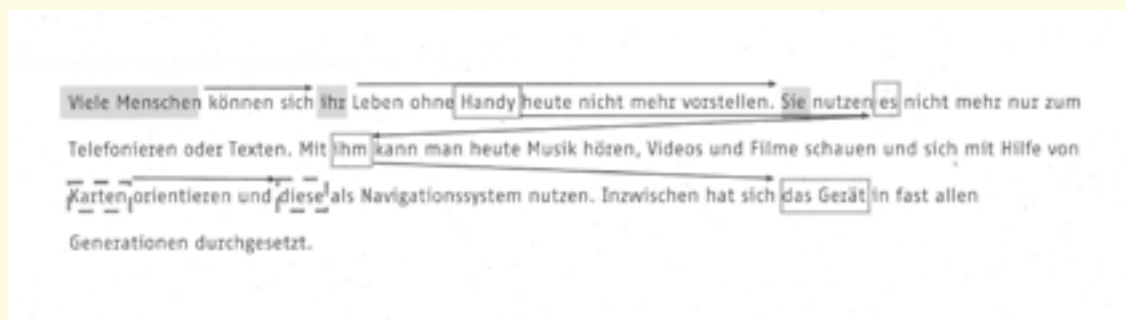 Viele Menschen können sich ihr Leben ohne Handy heute nicht mehr vorstellen. Sie nutzen es nicht mehr nur zum
Telefonieren oder Texten. Mit ihm kann man heute Musik hören, Videos und Filme schauen und sich mit Hilfe von
Karten orientieren und diese als Navigationssystem nutzen. Inzwischen hat sich das Gerät in fast allen
Generationen durchgesetzt.